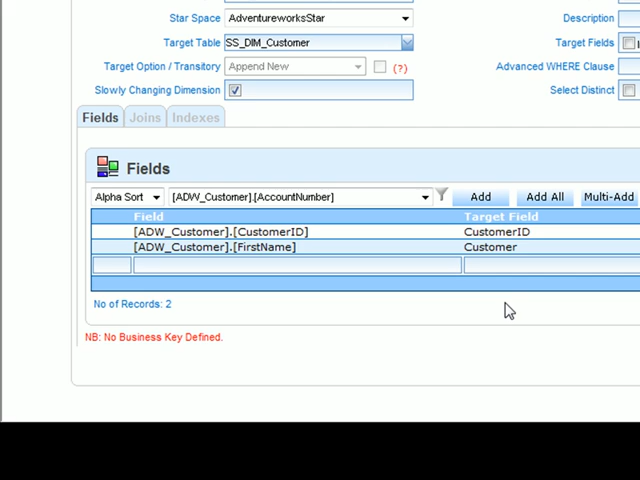 Star Space AdventureworksStar Description
Target Table SS_DIM_Customer Target Fields
Target Option / Transitory Append New (?) Advanced WHERE Clause
Slowly Changing Dimension Select Distinct
Fields Joins Indexes
Fields
Alpha Sort [ADW_Customer].[AccountNumber] Add Add All Multi-Add
Field Target Field
[ADW_Customer].[CustomerID] CustomerID
[ADW_Customer].[FirstName] Customer
No of Records: 2
NB: No Business Key Defined.